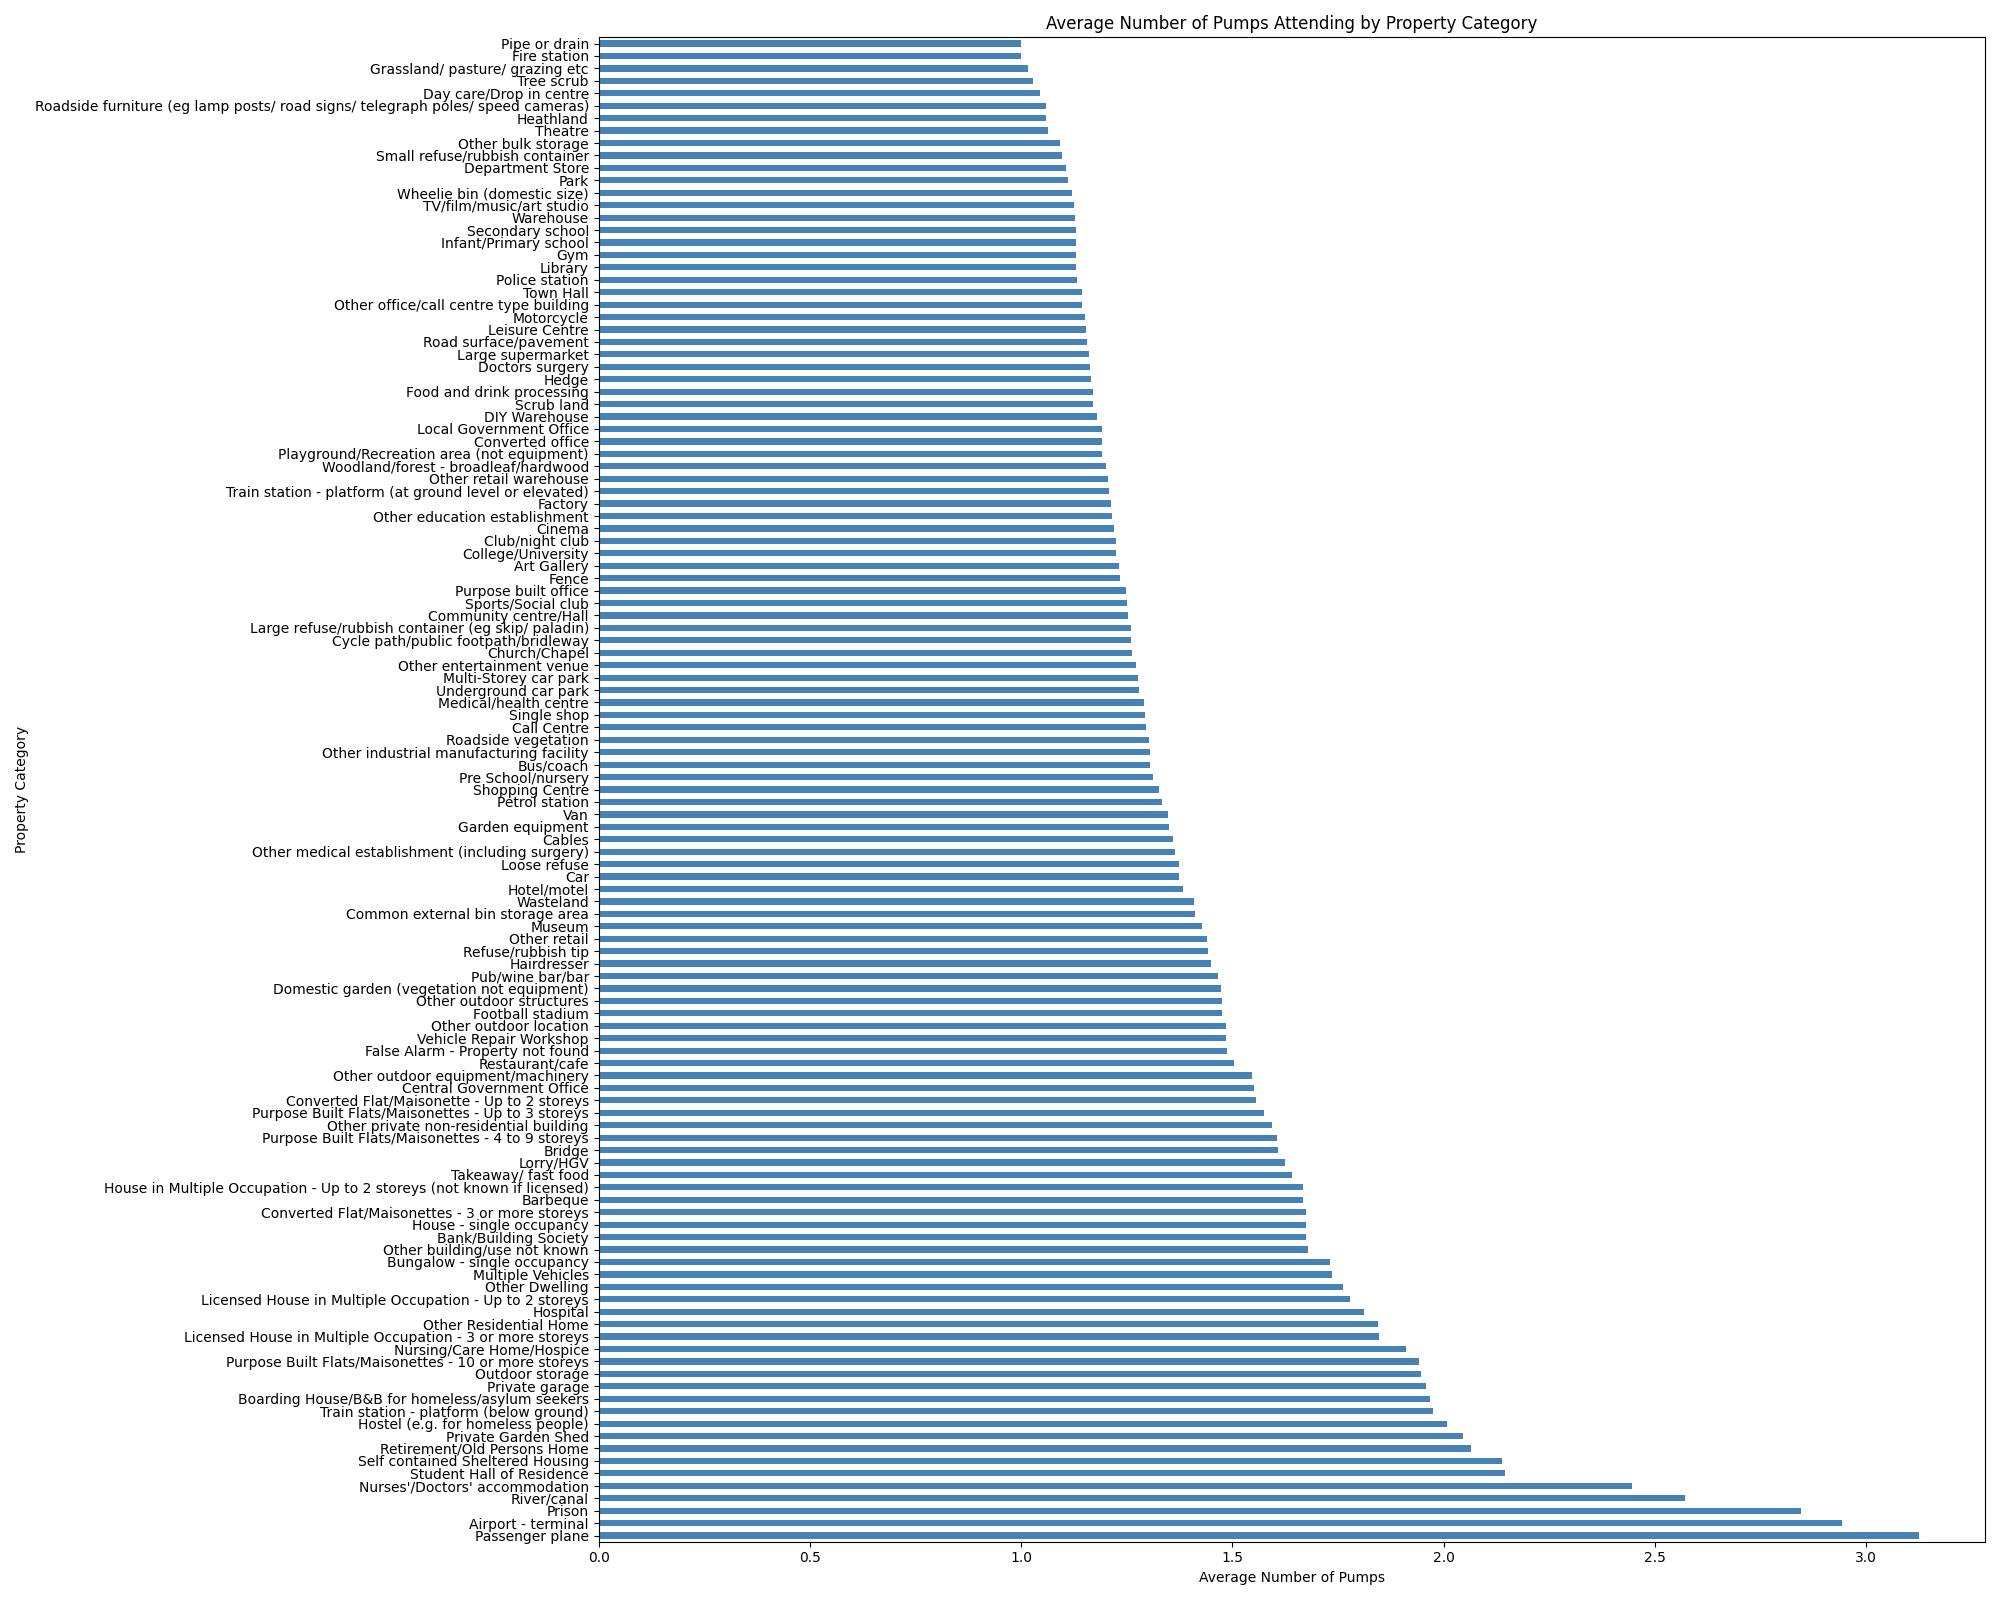 Average Number of Pumps Attending by Property Category
Pipe or drain
Fire station
Grassland/ pasture/ grazing etc
Tree scrub
Day care/Drop in centre
Roadside furniture (eg lamp posts/ road signs/ telegraph poles/ speed cameras)
Heathland
Theatre
Other bulk storage
Small refuse/rubbish container
Department Store
Park
Wheelie bin (domestic size)
TV/film/music/art studio
Warehouse
Secondary school
Infant/Primary school
Gym
Library
Police station
Town Hall
Other office/call centre type building
Motorcycle
Leisure Centre
Road surface/pavement
Large supermarket
Doctors surgery
Hedge
Food and drink processing
Scrub land
DIY Warehouse
Local Government Office
Converted office
Playground/Recreation area (not equipment)
Woodland/forest - broadleaf/hardwood
Other retail warehouse
Train station - platform (at ground level or elevated)
Factory
Other education establishment
Cinema
Club/night club
College/University
Art Gallery
Fence
Purpose built office
Sports/Social club
Community centre/Hall
Large refuse/rubbish container (eg skip/ paladin)
Cycle path/public footpath/bridleway
Church/Chapel
Other entertainment venue
Multi-Storey car park
Underground car park
Medical/health centre
Single shop
Call Centre
Roadside vegetation
Other industrial manufacturing facility
Bus/coach
Pre School/nursery
Shopping Centre
Petrol station
Van
Garden equipment
Cables
Other medical establishment (including surgery)
Loose refuse
Car
Hotel/motel
Wasteland
Common external bin storage area
Museum
Other retail
Refuse/rubbish tip
Hairdresser
Pub/wine bar/bar
Domestic garden (vegetation not equipment)
Other outdoor structures
Football stadium
Other outdoor location
Vehicle Repair Workshop
False Alarm - Property not found
Restaurant/cafe
Other outdoor equipment/machinery
Central Government Office
Converted Flat/Maisonette - Up to 2 storeys
Purpose Built Flats/Maisonettes - Up to 3 storeys
Other private non-residential building
Purpose Built Flats/Maisonettes - 4 to 9 storeys
Bridge
Lorry/HGV
Takeaway/ fast food
House in Multiple Occupation - Up to 2 storeys (not known if licensed)
Barbeque
Converted Flat/Maisonettes - 3 or more storeys
House - single occupancy
Bank/Building Society
Other building/use not known
Bungalow - single occupancy
Multiple Vehicles
Other Dwelling
Licensed House in Multiple Occupation - Up to 2 storeys
Hospital
Other Residential Home
Licensed House in Multiple Occupation - 3 or more storeys
Nursing/Care Home/Hospice
Purpose Built Flats/Maisonettes - 10 or more storeys
Outdoor storage
Private garage
Boarding House/B&B for homeless/asylum seekers
Train station - platform (below ground)
Hostel (e.g. for homeless people)
Private Garden Shed
Retirement/Old Persons Home
Self contained Sheltered Housing
Student Hall of Residence
Nurses'/Doctors' accommodation
River/canal
Prison
Airport - terminal
Passenger plane
Property Category
0.0 0.5 1.0 1.5 2.0 2.5 3.0
Average Number of Pumps